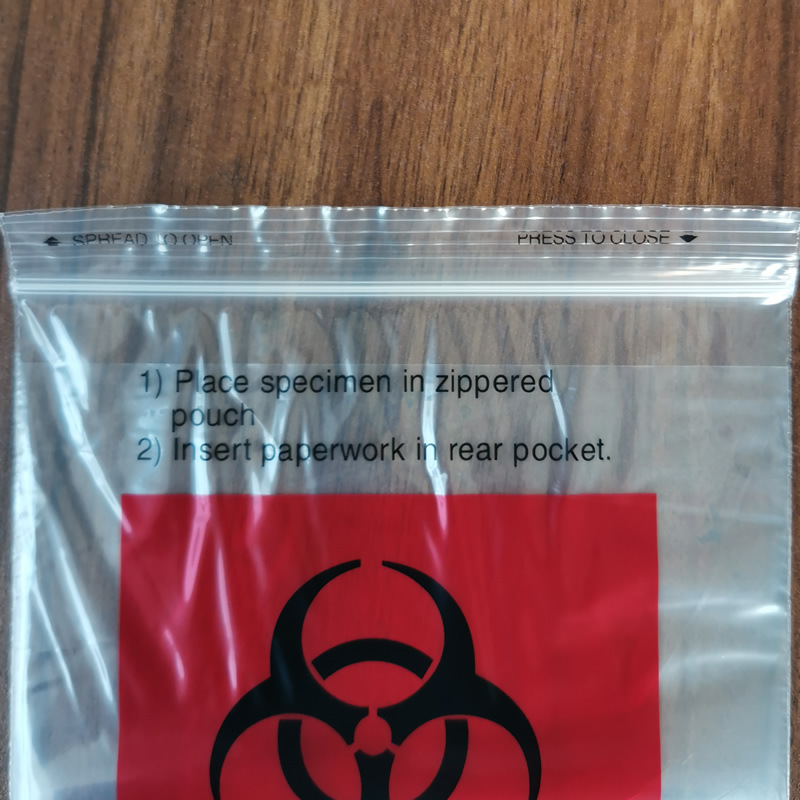 SPREAD TO OPEN PRESS TO CLOSE
1) Place specimen in zippered
pouch
2) Insert paperwork in rear pocket.